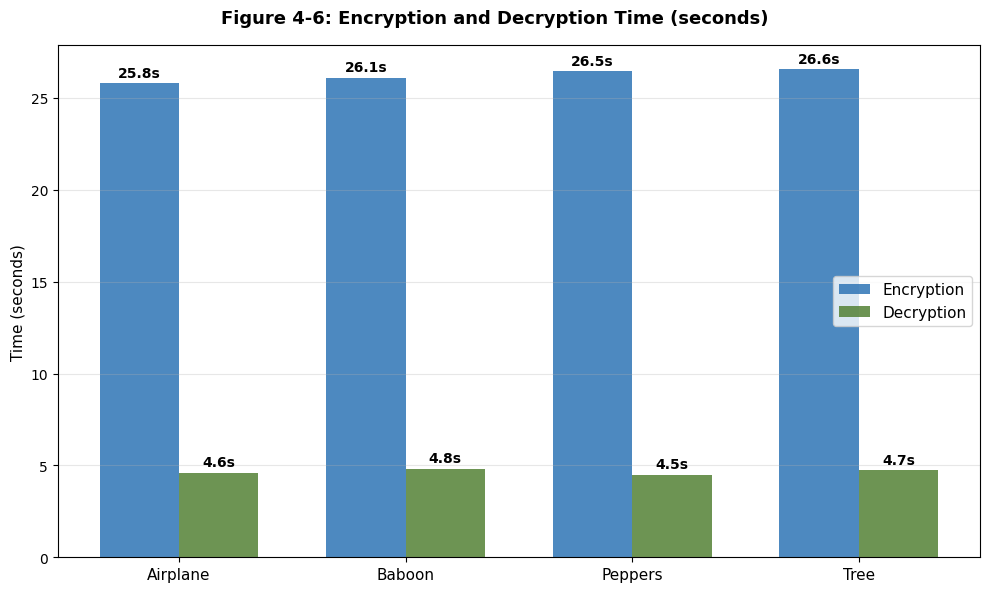 Figure 4-6: Encryption and Decryption Time (seconds)
25.8s
26.1s
26.5s
26.6s
25
20
15
10
5
0
Time (seconds)
Encryption
Decryption
4.6s
4.8s
4.5s
4.7s
Airplane
Baboon
Peppers
Tree